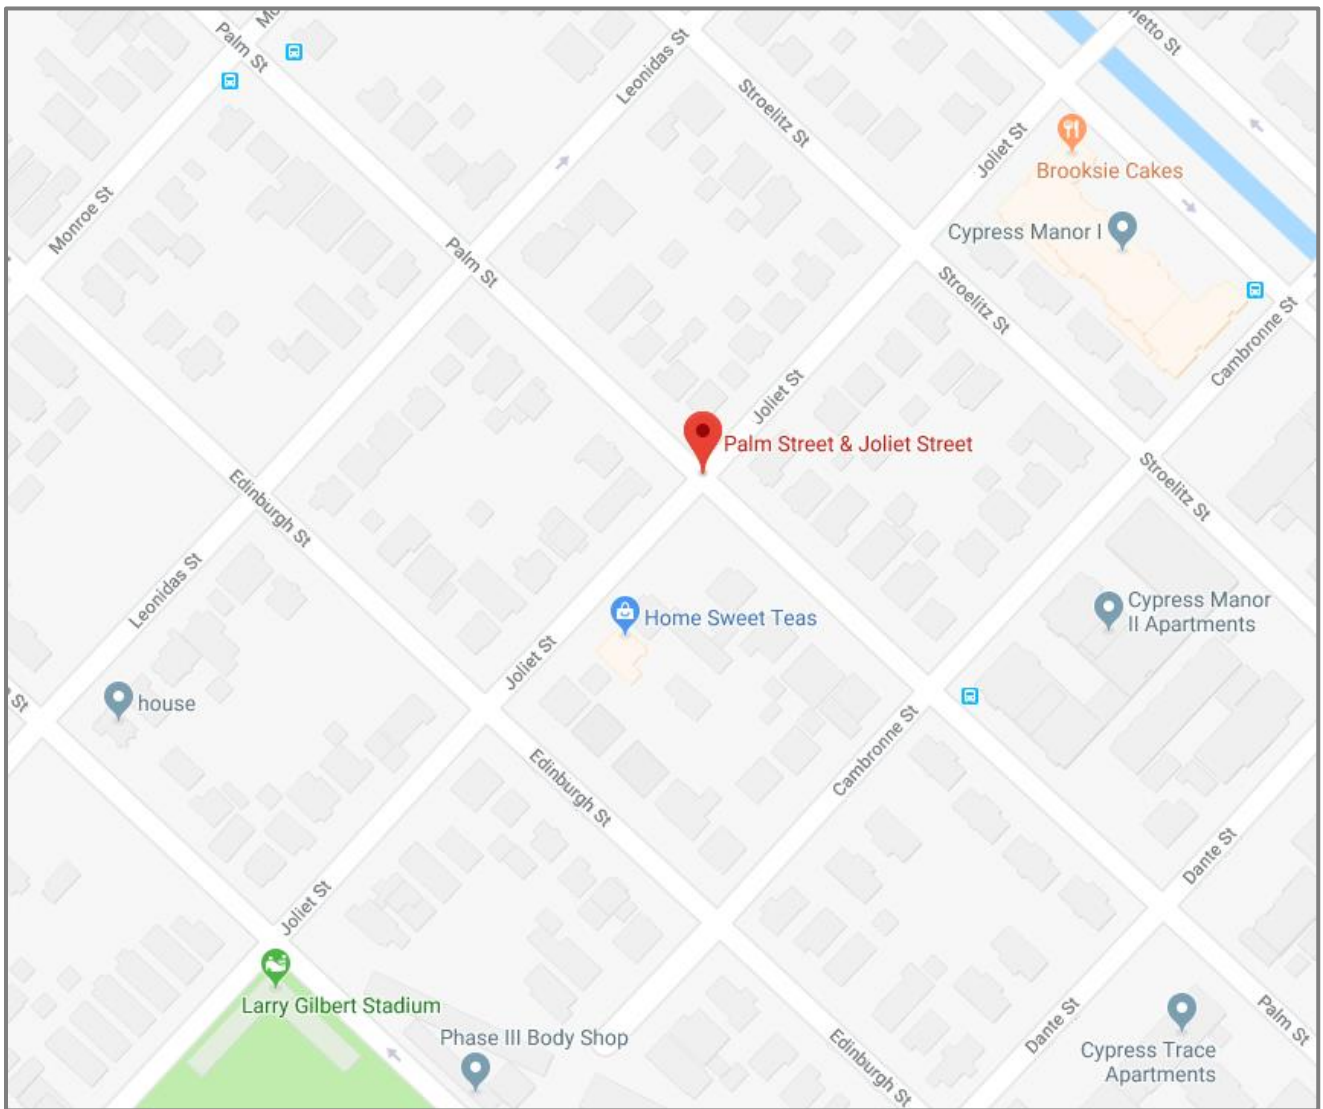 Mo
Palm St
Leonidas St
Stroelitz St
netto St
Joliet St
Brooksie Cakes
Monroe St
Cypress Manor I
Palm St
Stroelitz St
Cambronne St
Joliet St
Palm Street & Joliet Street
Edinburgh St
Stroelitz St
Leonidas St
Cypress Manor
II Apartments
Home Sweet Teas
Joliet St
house
St
Cambronne St
Edinburgh St
Dante St
Joliet St
Larry Gilbert Stadium
Phase III Body Shop
Dante St
Palm St
Edinburgh St
Cypress Trace
Apartments